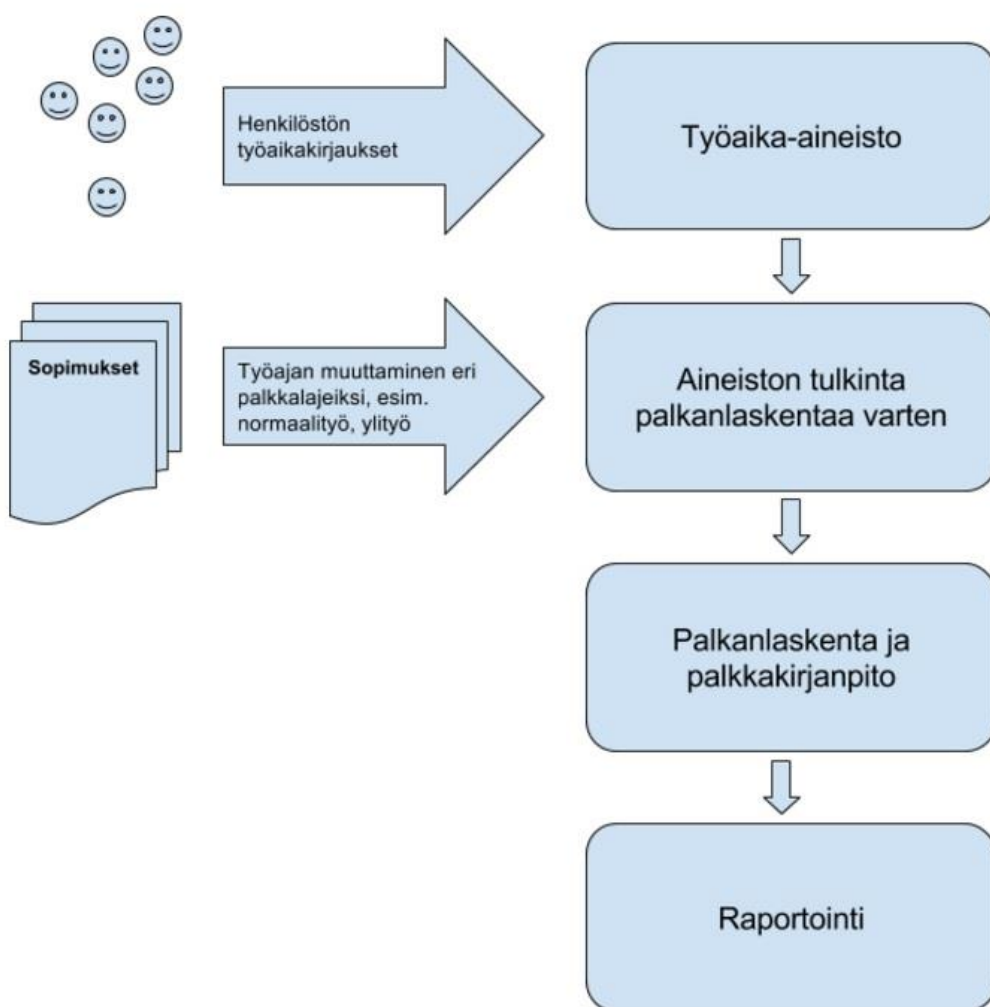 Henkilöstön
työaikakirjaukset
Työaika-aineisto
Sopimukset
Työajan muuttaminen eri
palkkalajeiksi, esim.
normaalityö, ylityö
Aineiston tulkinta
palkanlaskentaa varten
Palkanlaskenta ja
palkkakirjanpito
Raportointi